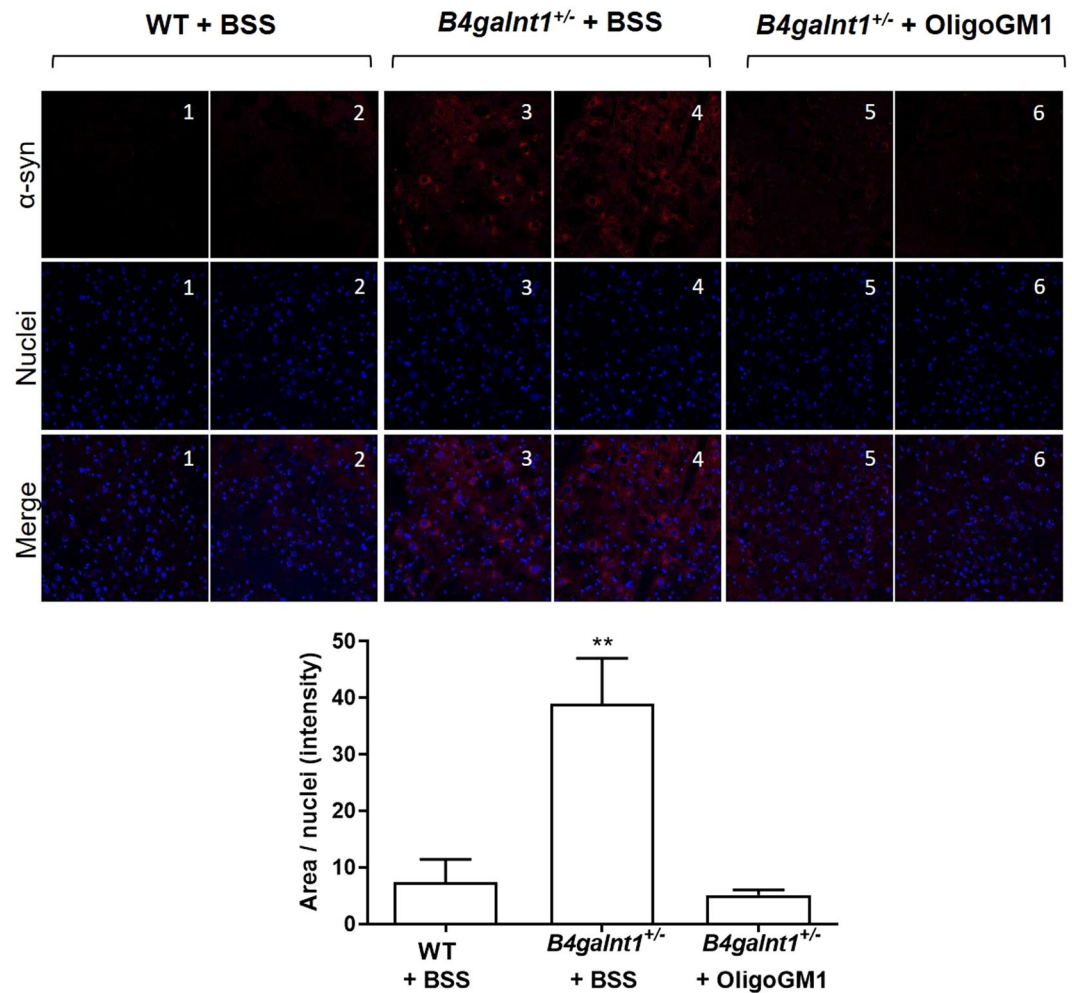 WT + BSS
B4galnt1+/- + BSS
B4galnt1+/- + OligoGM1
α-syn
1 2 3 4 5 6
Nuclei
1 2 3 4 5 6
Merge
1 2 3 4 5 6
Area / nuclei (intensity)
50
40
30
20
10
0
**
WT
+ BSS
B4galnt1+/-
+ BSS
B4galnt1+/-
+ OligoGM1